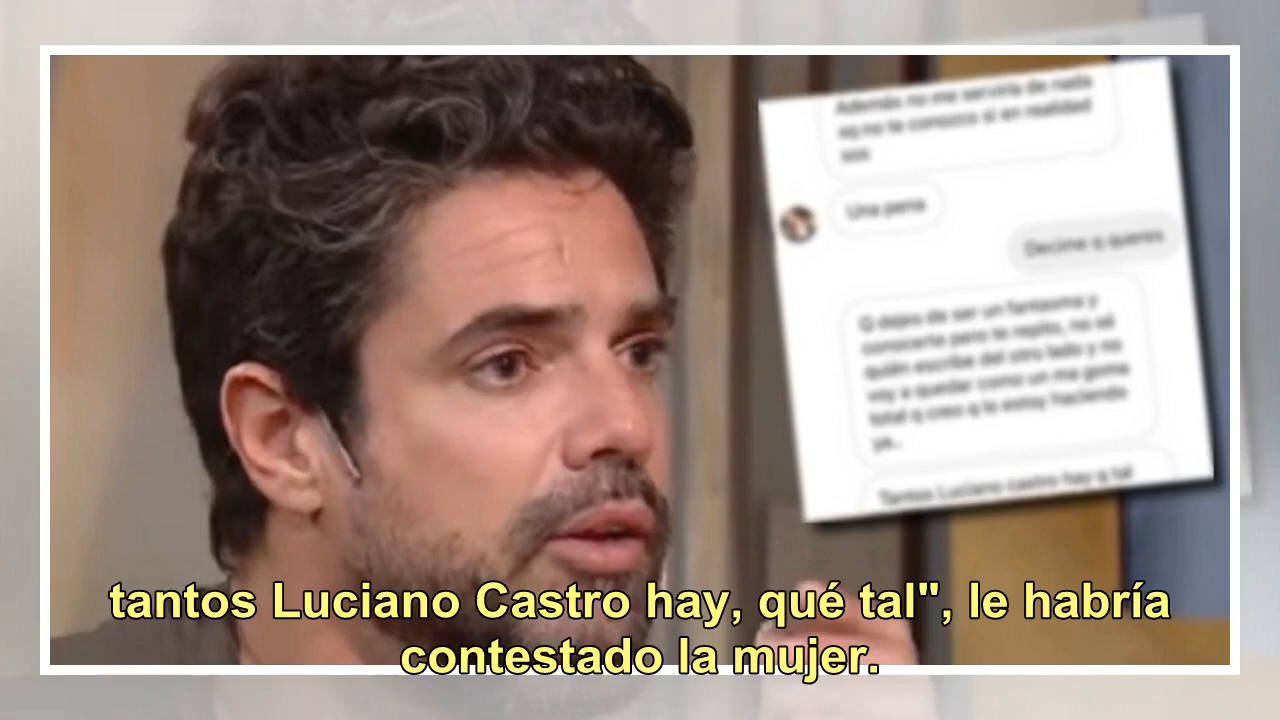 Además no me serviría de nada
xq no te conozco si en realidad
sos
Una pena
Decime q queres
Q dejes de ser un fantasma y
conocerte pero te repito, no sé
quién escribe del otro lado y no
voy a quedar como un ma goma
total q creo q lo estoy haciendo
ya..
Tantos Luciano castro hay q tal
tantos Luciano Castro hay, qué tal", le habría
contestado la mujer.